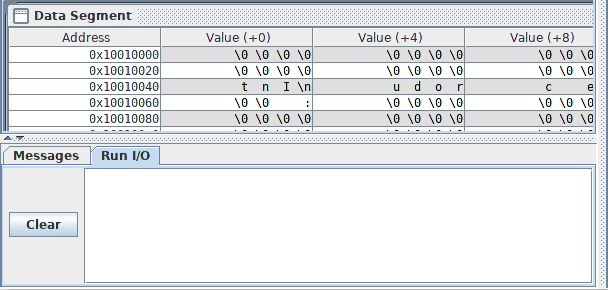 Data Segment
Address Value (+0) Value (+4) Value (+8)
0x10010000 \0 \0 \0 \0 \0 \0 \0 \0 \0 \0 \0
0x10010020 \0 \0 \0 \0 \0 \0 \0 \0 \0 \0 \0
0x10010040 t n I \n u d o r c e
0x10010060 \0 \0 : \0 \0 \0 \0 \0 \0 \0
0x10010080 \0 \0 \0 \0 \0 \0 \0 \0 \0 \0 \0
Messages Run I/O
Clear